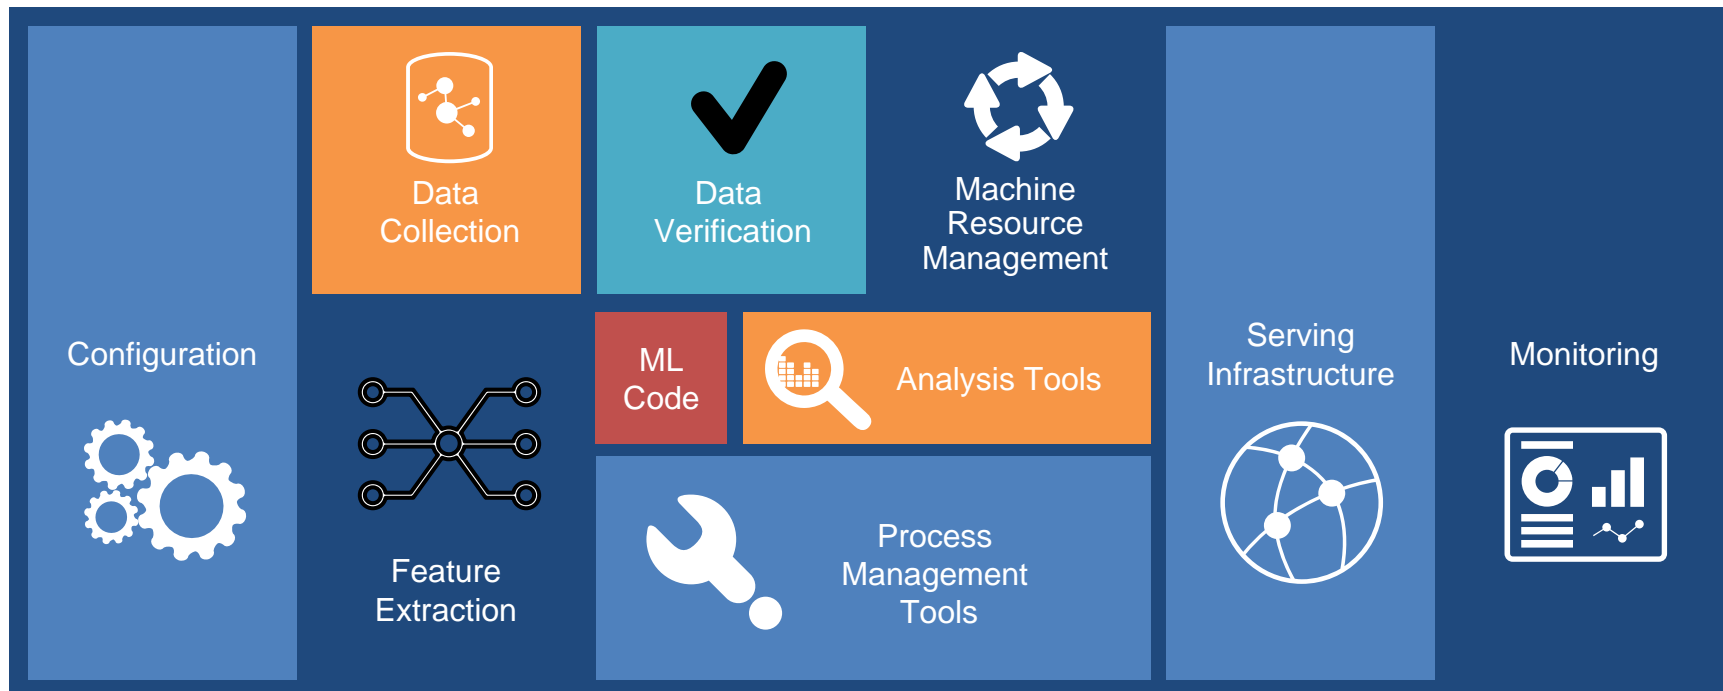 Configuration
Data
Collection
Data
Verification
Machine
Resource
Management
Feature
Extraction
ML
Code
Analysis Tools
Process
Management
Tools
Serving
Infrastructure
Monitoring